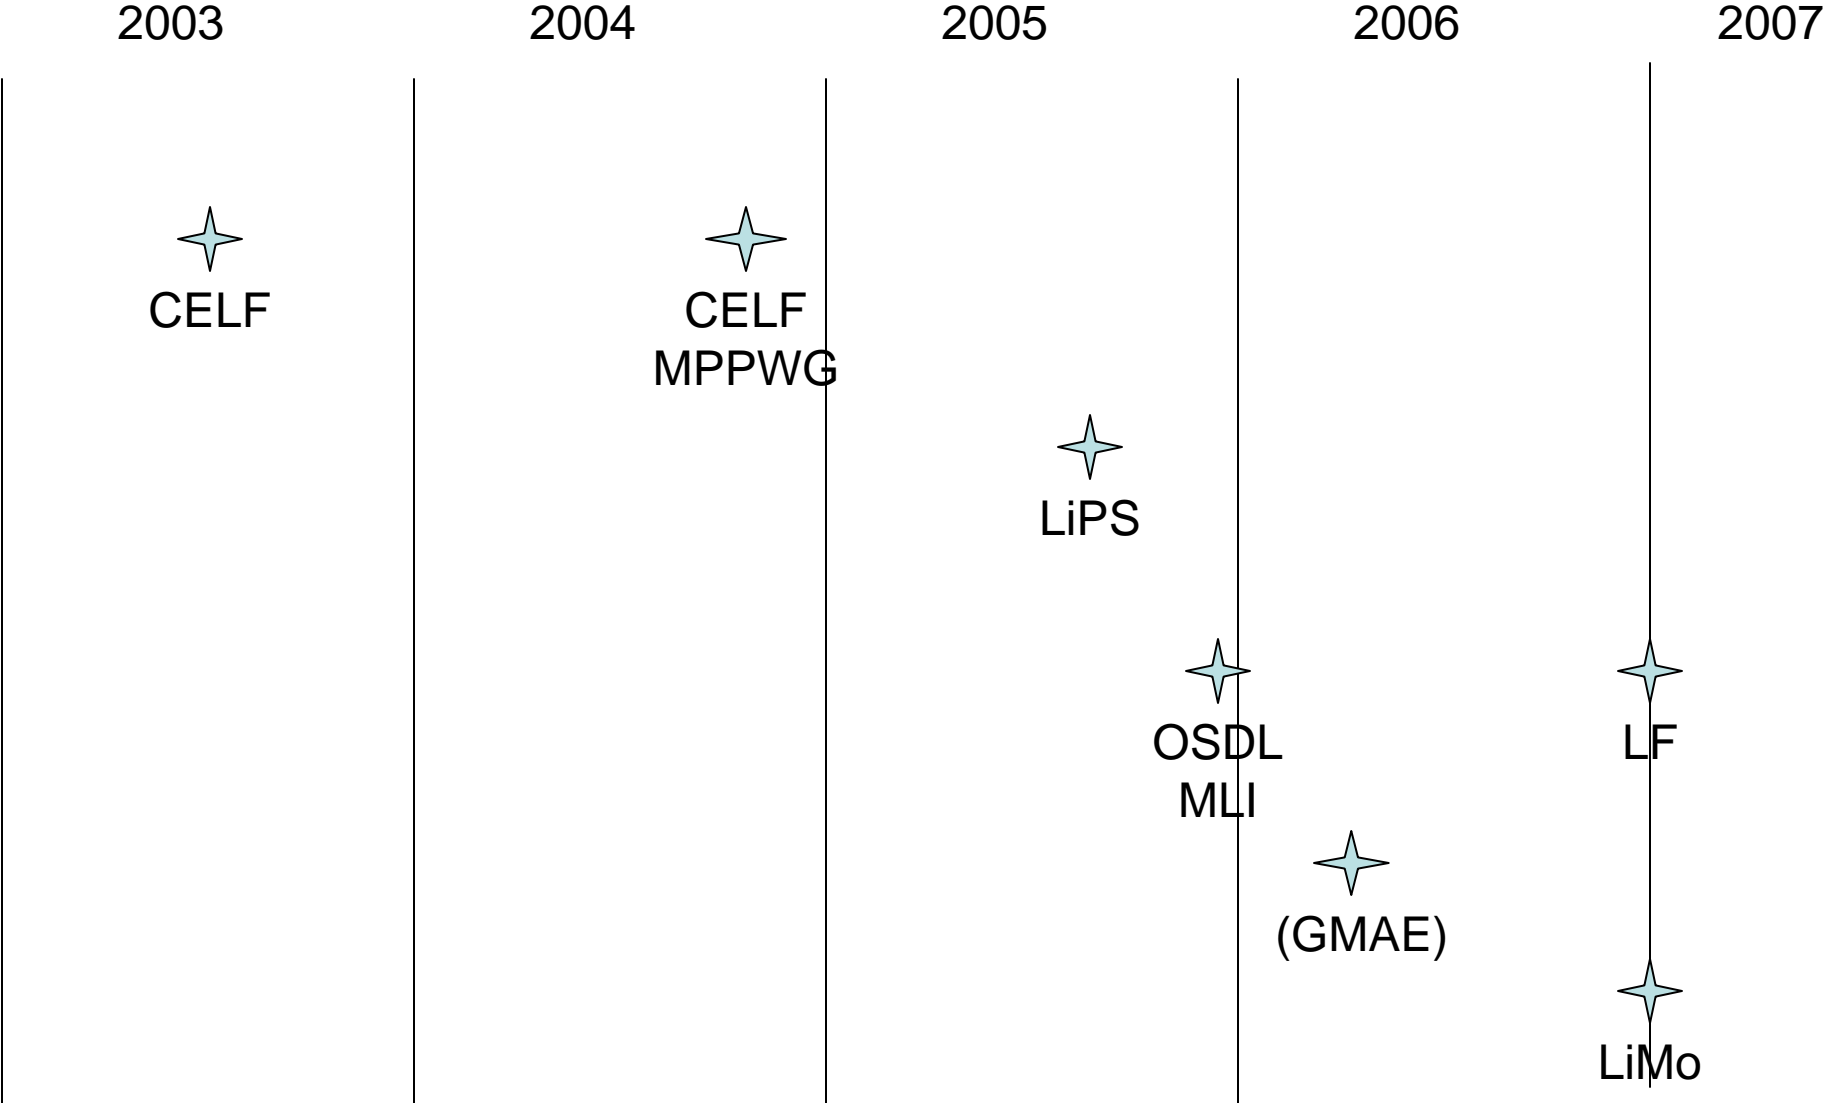 2003
2004
2005
2006
2007
CELF
CELF
MPPWG
LiPS
OSDL
MLI
LF
(GMAE)
LiMo